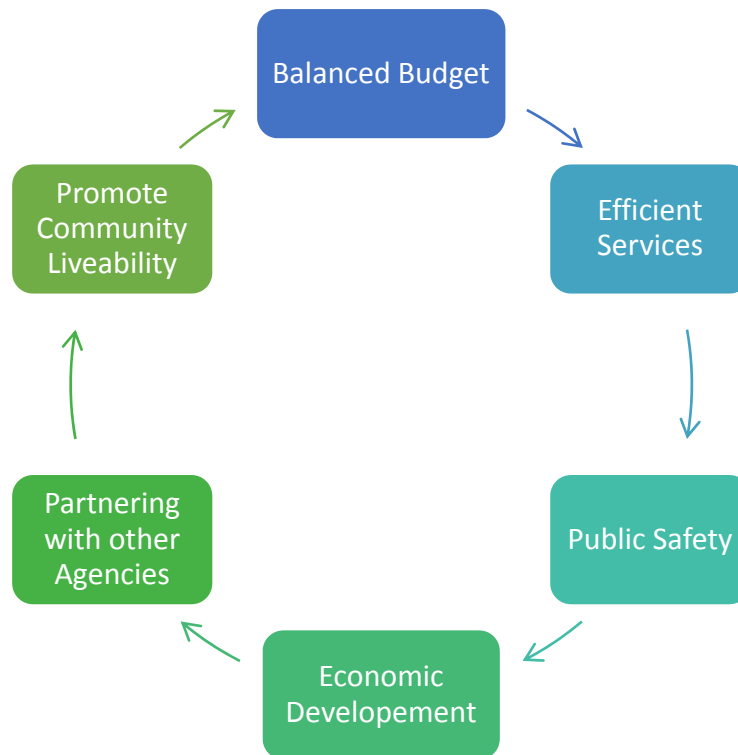 Balanced Budget
Efficient
Services
Public Safety
Economic
Developement
Partnering
with other
Agencies
Promote
Community
Liveability